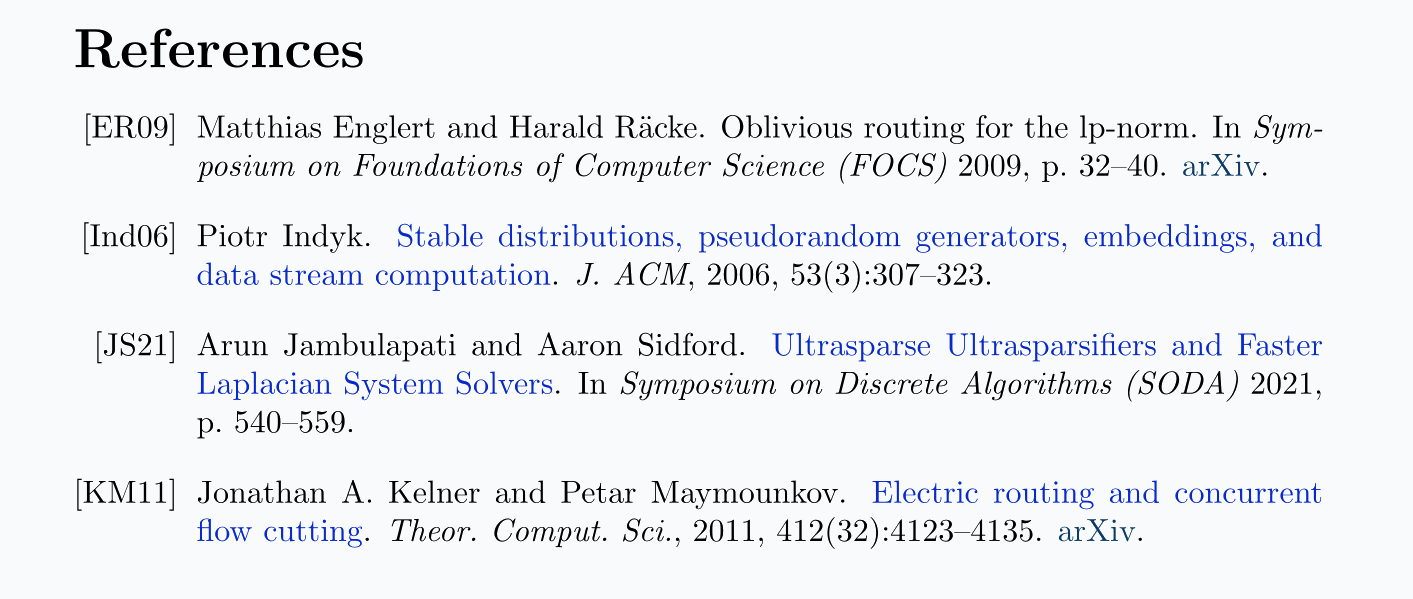 References
[ER09] Matthias Englert and Harald Räcke. Oblivious routing for the lp-norm. In Sym-
posium on Foundations of Computer Science (FOCS) 2009, p. 32–40. arXiv.
[Ind06] Piotr Indyk. Stable distributions, pseudorandom generators, embeddings, and
data stream computation. J. ACM, 2006, 53(3):307–323.
[JS21] Arun Jambulapati and Aaron Sidford. Ultrasparse Ultrasparsifiers and Faster
Laplacian System Solvers. In Symposium on Discrete Algorithms (SODA) 2021,
p. 540–559.
[KM11] Jonathan A. Kelner and Petar Maymounkov. Electric routing and concurrent
flow cutting. Theor. Comput. Sci., 2011, 412(32):4123–4135. arXiv.